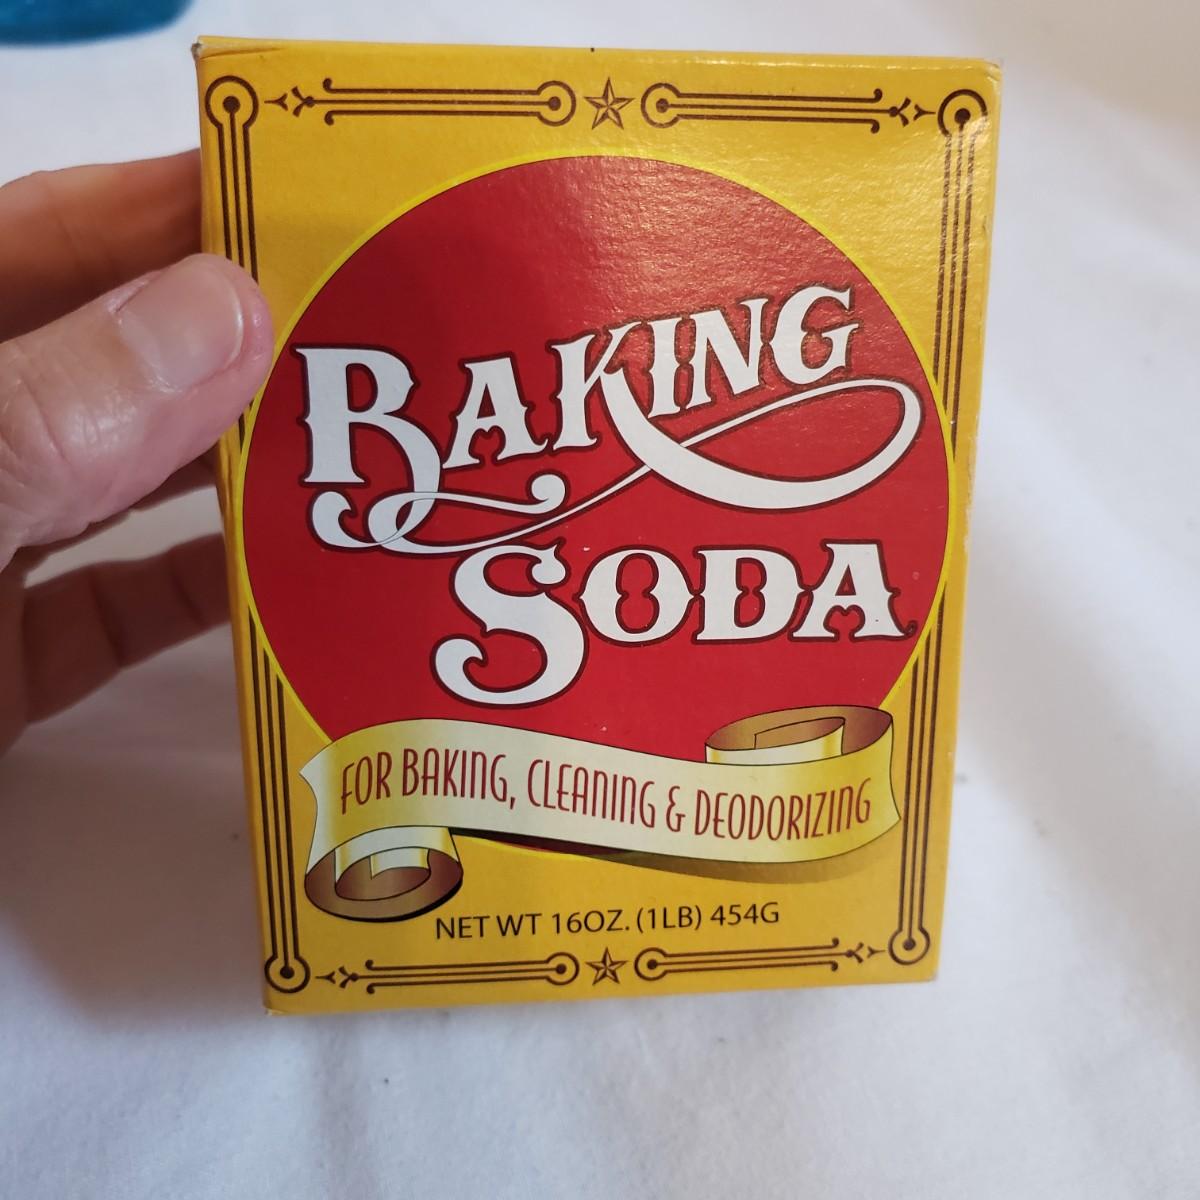 BAKING
SODA
FOR BAKING, CLEANING & DEODORIZING
NET WT 16OZ. (1LB) 454G